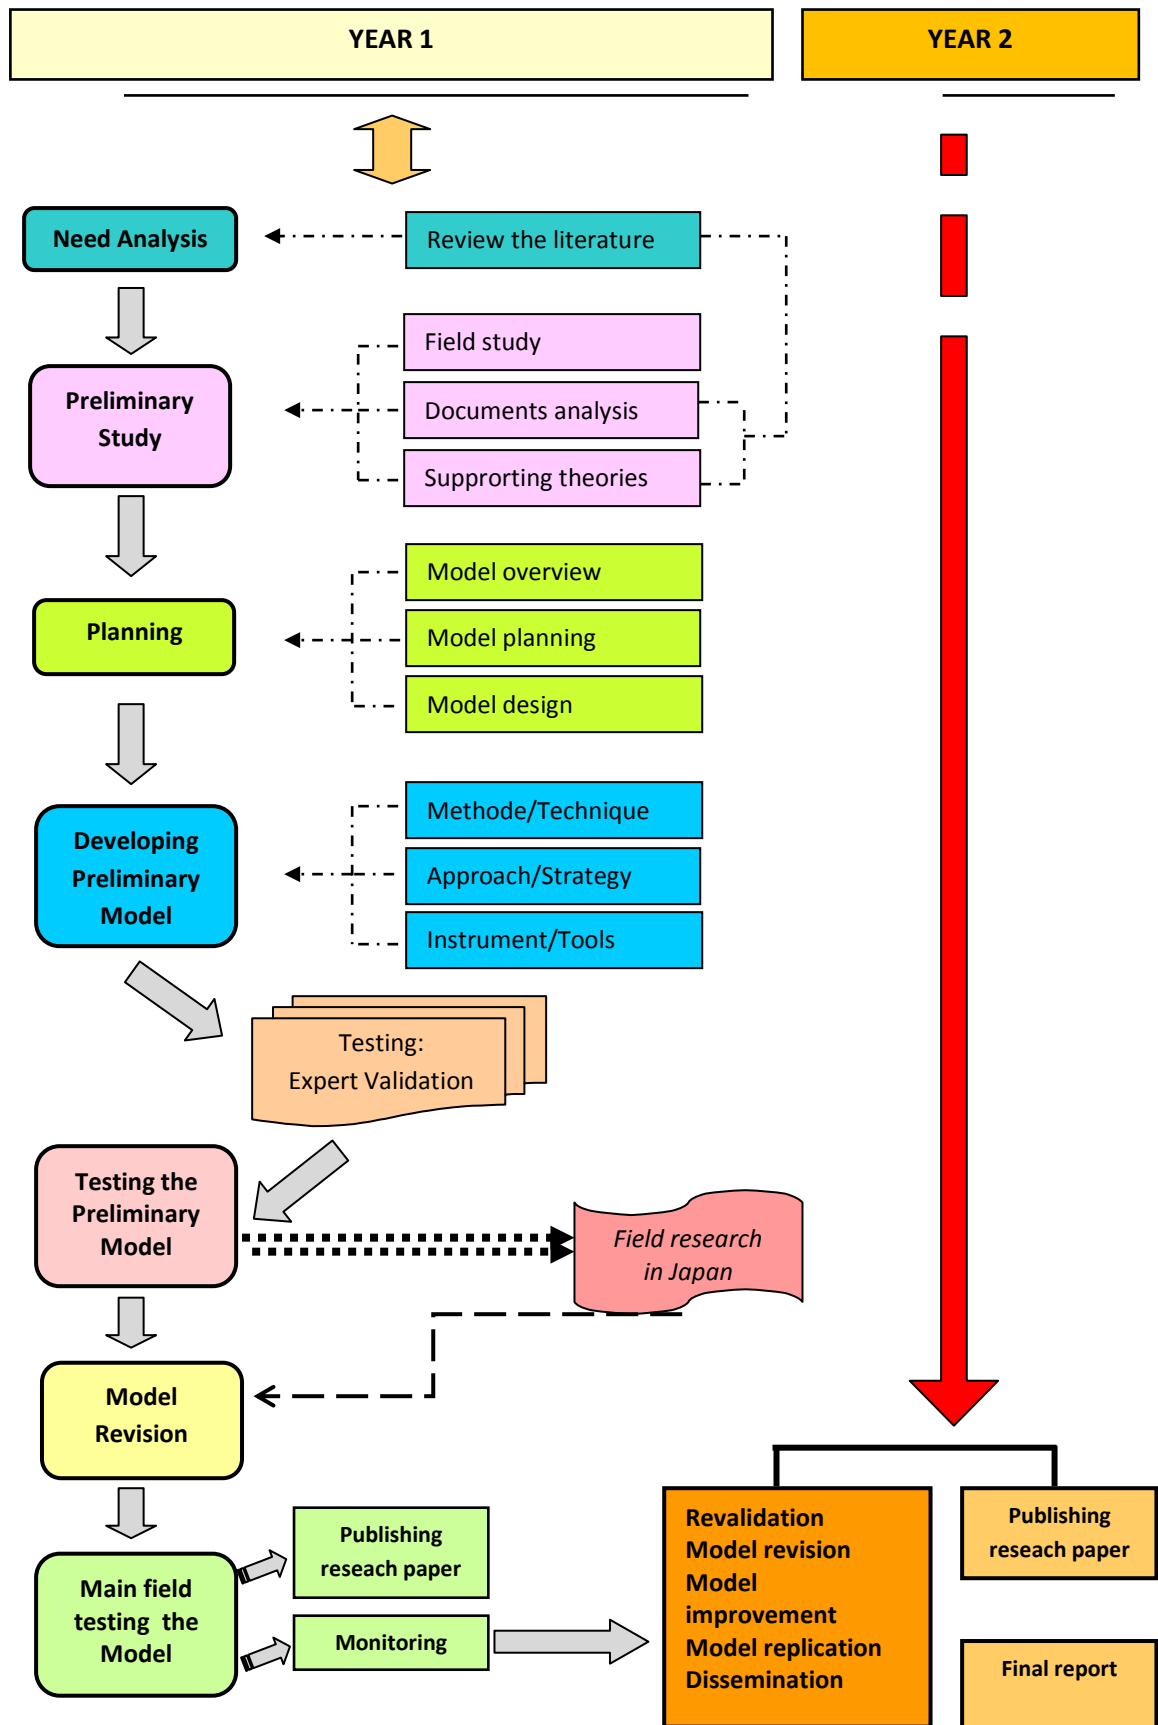 YEAR 1
YEAR 2
Need Analysis
Review the literature
Field study
Preliminary
Study
Documents analysis
Supprorting theories
Model overview
Planning
Model planning
Model design
Methode/Technique
Developing
Preliminary
Model
Approach/Strategy
Instrument/Tools
Testing:
Expert Validation
Testing the
Preliminary
Model
Field research
in Japan
Model
Revision
Main field
testing the
Model
Publishing
reseach paper
Monitoring
Revalidation
Model revision
Model
improvement
Model replication
Dissemination
Publishing
reseach paper
Final report